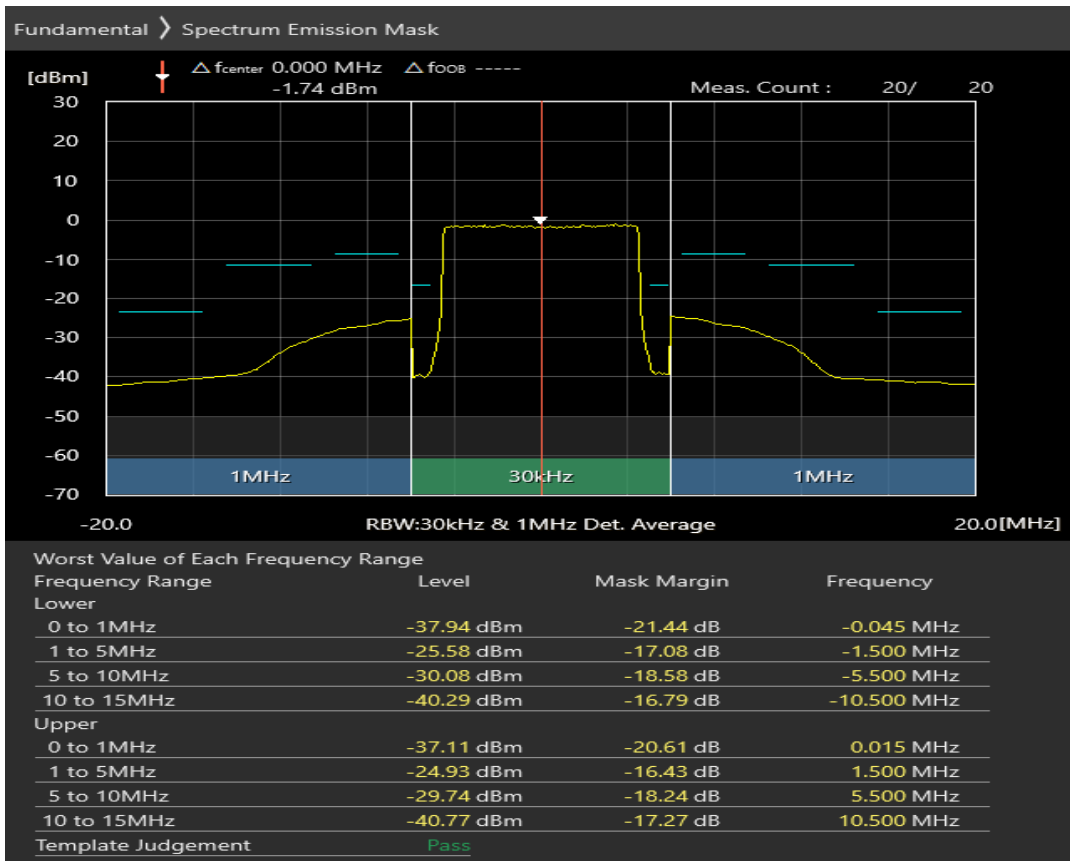 Fundamental 〉 Spectrum Emission Mask
[dBm] △ fcenter 0.000 MHz △ fOOB -----
-1.74 dBm Meas. Count : 20/ 20
30
20
10
0
-10
-20
-30
-40
-50
-60
1MHz 30kHz 1MHz
-70
-20.0 RBW:30kHz & 1MHz Det. Average 20.0[MHz]
Worst Value of Each Frequency Range
Frequency Range Level Mask Margin Frequency
Lower
0 to 1MHz -37.94 dBm -21.44 dB -0.045 MHz
1 to 5MHz -25.58 dBm -17.08 dB -1.500 MHz
5 to 10MHz -30.08 dBm -18.58 dB -5.500 MHz
10 to 15MHz -40.29 dBm -16.79 dB -10.500 MHz
Upper
0 to 1MHz -37.11 dBm -20.61 dB 0.015 MHz
1 to 5MHz -24.93 dBm -16.43 dB 1.500 MHz
5 to 10MHz -29.74 dBm -18.24 dB 5.500 MHz
10 to 15MHz -40.77 dBm -17.27 dB 10.500 MHz
Template Judgement Pass